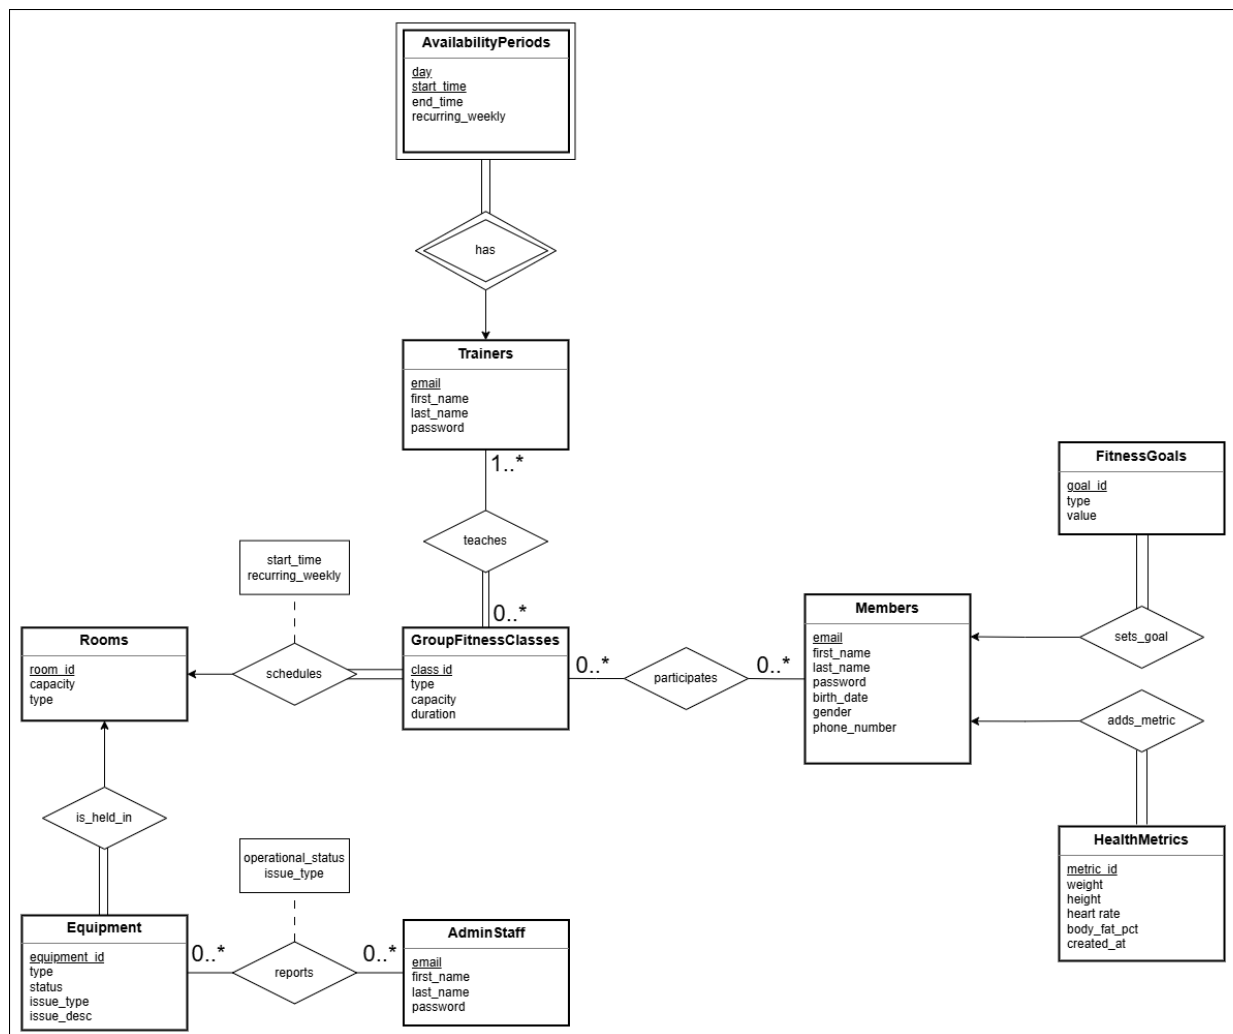 AvailabilityPeriods
day
start_time
end_time
recurring_weekly
has
Trainers
email
first_name
last_name
password
1..*
teaches
0..*
FitnessGoals
goal_id
type
value
start_time
recurring_weekly
Rooms
room_id
capacity
type
schedules
GroupFitnessClasses
class_id
type
capacity
duration
0..*
participates
0..*
Members
email
first_name
last_name
password
birth_date
gender
phone_number
sets_goal
adds_metric
is_held_in
operational_status
issue_type
HealthMetrics
metric_id
weight
height
heart rate
body_fat_pct
created_at
Equipment
equipment_id
type
status
issue_type
issue_desc
0..*
reports
0..*
AdminStaff
email
first_name
last_name
password